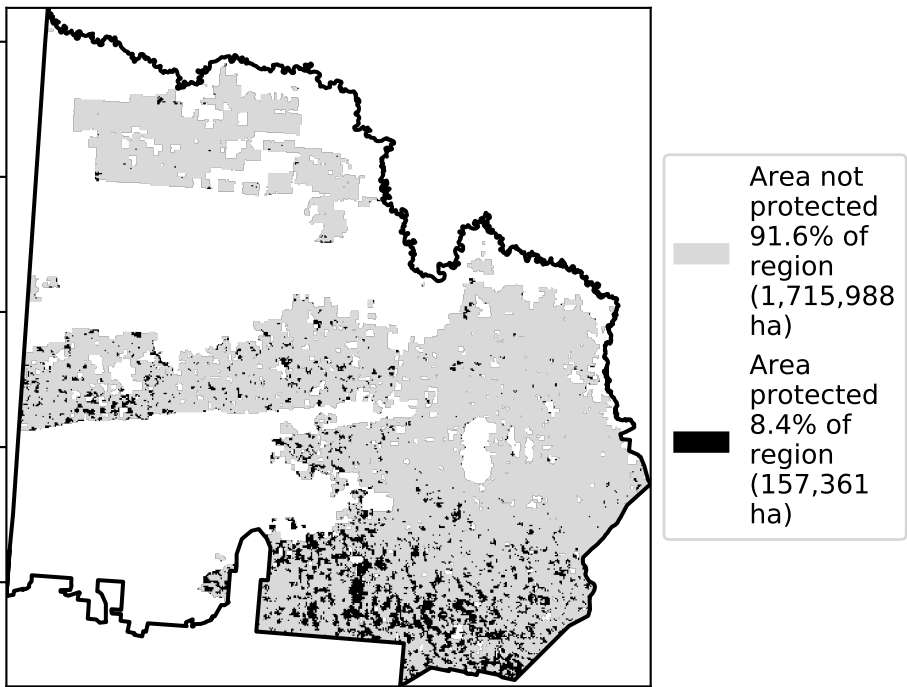 Area not
protected
91.6% of
region
(1,715,988
ha)
Area
protected
8.4% of
region
(157,361
ha)